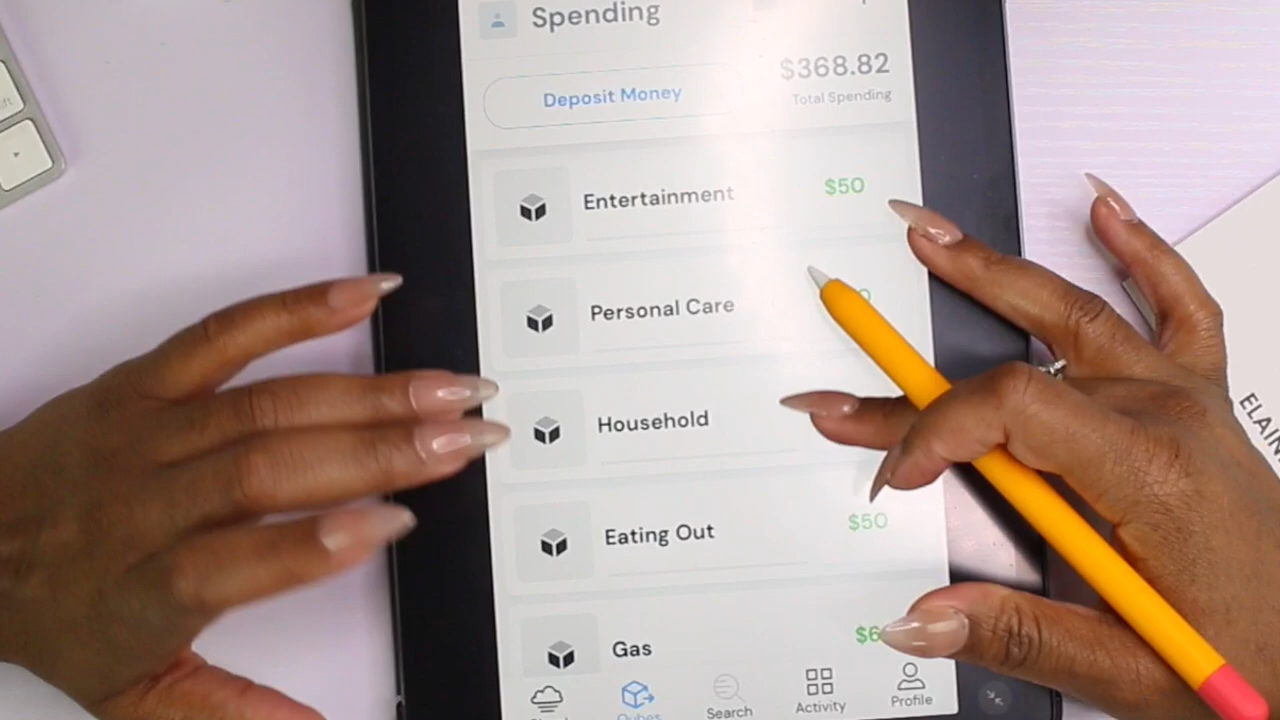 Spending
$368.82
Deposit Money
Total Spending
Entertainment
$50
Personal Care
Household
Eating Out
$50
Gas
Qubes
Search
Activity
Profile